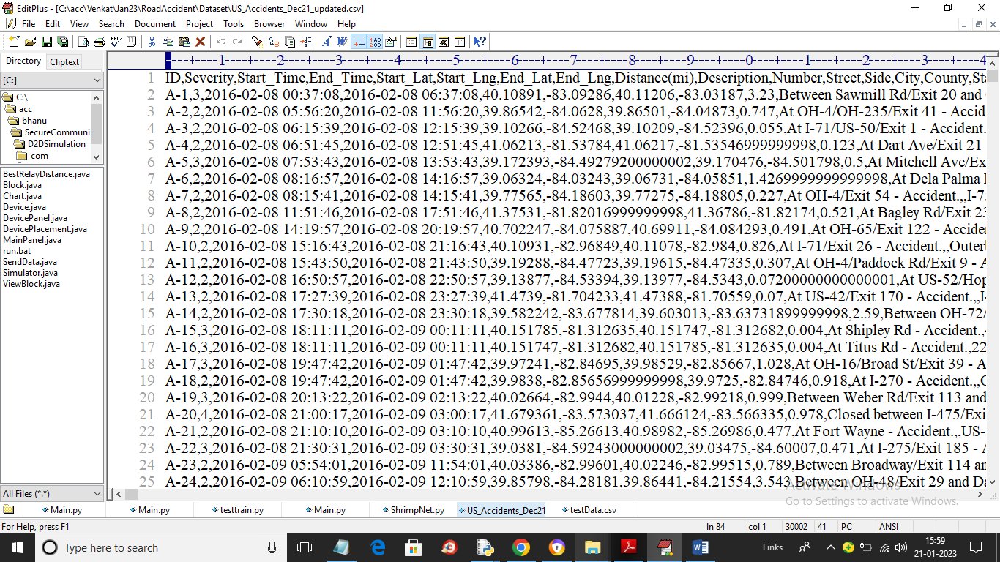 EditPlus - [C:\acc\Venkat\Jan23\RoadAccident\Dataset\US_Accidents_Dec21_updated.csv]
File Edit View Search Document Project Tools Browser Window Help
Directory Cliptext
[C:]
C:\
acc
bhanu
SecureCommuni
D2DSimulation
com
BestRelayDistance.java
Block.java
Chart.java
Device.java
DevicePanel.java
DevicePlacement.java
MainPanel.java
run.bat
SendData.java
Simulator.java
ViewBlock.java
All Files (*.*)
----+----1----+----2----+----3----+----4----+----5----+----6----+----7----+----8----+----9----+----0----+----1----+----2----+----3----+----4
1 ID,Severity,Start_Time,End_Time,Start_Lat,Start_Lng,End_Lat,End_Lng,Distance(mi),Description,Number,Street,Side,City,County,Sta
2 A-1,3,2016-02-08 00:37:08,2016-02-08 06:37:08,40.10891,-83.09286,40.11206,-83.03187,3.23,Between Sawmill Rd/Exit 20 and
3 A-2,2,2016-02-08 05:56:20,2016-02-08 11:56:20,39.86542,-84.0628,39.86501,-84.04873,0.747,At OH-4/OH-235/Exit 41 - Accid
4 A-3,2,2016-02-08 06:15:39,2016-02-08 12:15:39,39.10266,-84.52468,39.10209,-84.52396,0.055,At I-71/US-50/Exit 1 - Accident.
5 A-4,2,2016-02-08 06:51:45,2016-02-08 12:51:45,41.06213,-81.53784,41.06217,-81.53546999999998,0.123,At Dart Ave/Exit 21
6 A-5,3,2016-02-08 07:53:43,2016-02-08 13:53:43,39.172393,-84.49279200000002,39.170476,-84.501798,0.5,At Mitchell Ave/Ex
7 A-6,2,2016-02-08 08:16:57,2016-02-08 14:16:57,39.06324,-84.03243,39.06731,-84.05851,1.4269999999999998,At Dela Palma
8 A-7,2,2016-02-08 08:15:41,2016-02-08 14:15:41,39.77565,-84.18603,39.77275,-84.18805,0.227,At OH-4/Exit 54 - Accident.,,I-7
9 A-8,2,2016-02-08 11:51:46,2016-02-08 17:51:46,41.37531,-81.82016999999998,41.36786,-81.82174,0.521,At Bagley Rd/Exit 23
10 A-9,2,2016-02-08 14:19:57,2016-02-08 20:19:57,40.702247,-84.075887,40.69911,-84.084293,0.491,At OH-65/Exit 122 - Accide
11 A-10,2,2016-02-08 15:16:43,2016-02-08 21:16:43,40.10931,-82.96849,40.11078,-82.984,0.826,At I-71/Exit 26 - Accident.,,Outer
12 A-11,2,2016-02-08 15:43:50,2016-02-08 21:43:50,39.19288,-84.47723,39.19615,-84.47335,0.307,At OH-4/Paddock Rd/Exit 9 - A
13 A-12,2,2016-02-08 16:50:57,2016-02-08 22:50:57,39.13877,-84.53394,39.13977,-84.5343,0.07200000000000001,At US-52/Hop
14 A-13,2,2016-02-08 17:27:39,2016-02-08 23:27:39,41.4739,-81.704233,41.47388,-81.70559,0.07,At US-42/Exit 170 - Accident.,,I-
15 A-14,2,2016-02-08 17:30:18,2016-02-08 23:30:18,39.582242,-83.677814,39.603013,-83.63731899999998,2.59,Between OH-72/
16 A-15,3,2016-02-08 18:11:11,2016-02-09 00:11:11,40.151785,-81.312635,40.151747,-81.312682,0.004,At Shipley Rd - Accident.,
17 A-16,3,2016-02-08 18:11:11,2016-02-09 00:11:11,40.151747,-81.312682,40.151785,-81.312635,0.004,At Titus Rd - Accident.,22
18 A-17,3,2016-02-08 19:47:42,2016-02-09 01:47:42,39.97241,-82.84695,39.98529,-82.85667,1.028,At OH-16/Broad St/Exit 39 - A
19 A-18,2,2016-02-08 19:47:42,2016-02-09 01:47:42,39.9838,-82.85656999999998,39.9725,-82.84746,0.918,At I-270 - Accident.,,
20 A-19,3,2016-02-08 20:13:22,2016-02-09 02:13:22,40.02664,-82.9944,40.01228,-82.99218,0.999,Between Weber Rd/Exit 113 and
21 A-20,4,2016-02-08 21:00:17,2016-02-09 03:00:17,41.679361,-83.573037,41.666124,-83.566335,0.978,Closed between I-475/Exi
22 A-21,2,2016-02-08 21:10:10,2016-02-09 03:10:10,40.99613,-85.26613,40.98982,-85.26986,0.477,At Fort Wayne - Accident.,,US-
23 A-22,3,2016-02-08 21:30:31,2016-02-09 03:30:31,39.0381,-84.59243000000002,39.03475,-84.60007,0.471,At I-275/Exit 185 - A
24 A-23,2,2016-02-09 05:54:01,2016-02-09 11:54:01,40.03386,-82.99601,40.02246,-82.99515,0.789,Between Broadway/Exit 114 an
25 A-24,2,2016-02-09 06:10:59,2016-02-09 12:10:59,39.85798,-84.28181,39.86441,-84.21554,3.543,Between OH-48/Exit 29 and Da
Activate Windows
Go to Settings to activate Windows.
Main.py Main.py testtrain.py Main.py ShrimpNet.py US_Accidents_Dec21 testData.csv
For Help, press F1 ln 84 col 1 30002 41 PC ANSI
Type here to search Links 15:59
21-01-2023